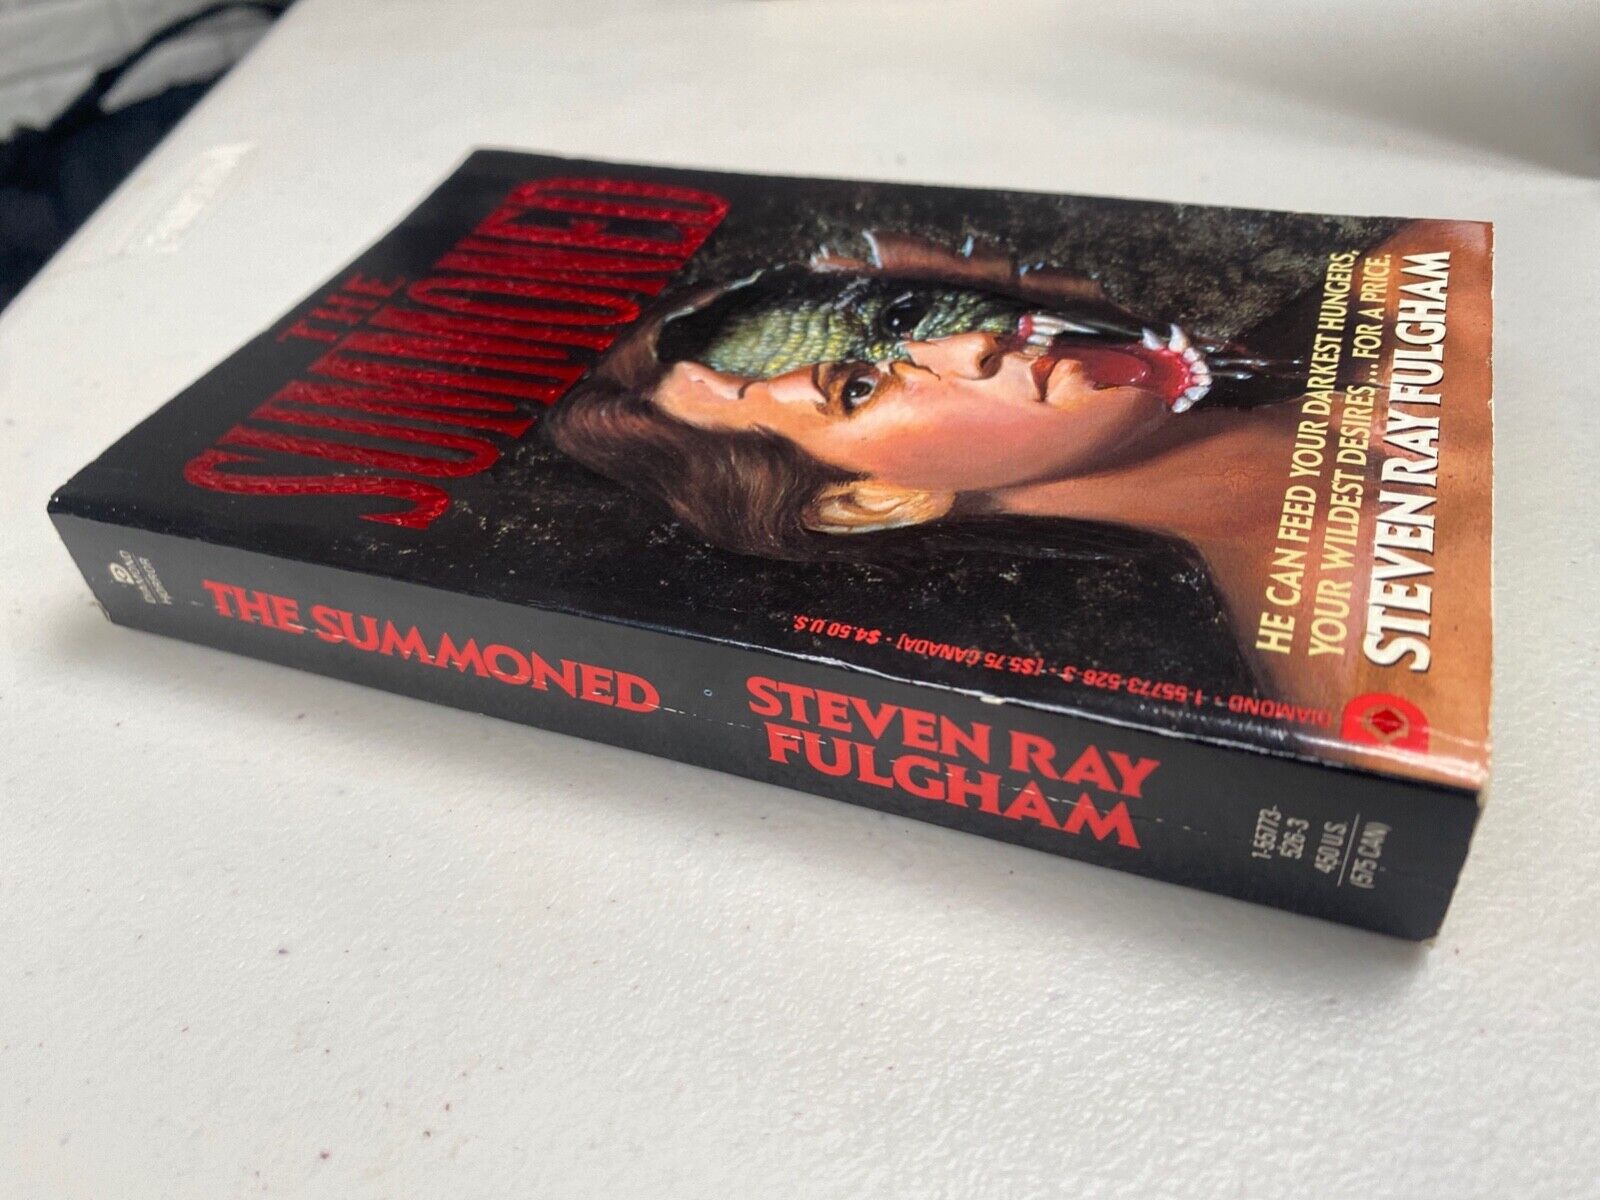 THE
SUMMONED
HE CAN FEED YOUR DARKEST HUNGERS,
YOUR WILDEST DESIRES.... FOR A PRICE.
STEVEN RAY FULGHAM
DIAMOND • 1-55773-526-3 • [$5.75 CANADA] • $4.50 U.S.
DIAMOND
HORROR
THE SUMMONED
STEVEN RAY
FULGHAM
1-55773-
526-3
450 U.S.
(575 CAN)